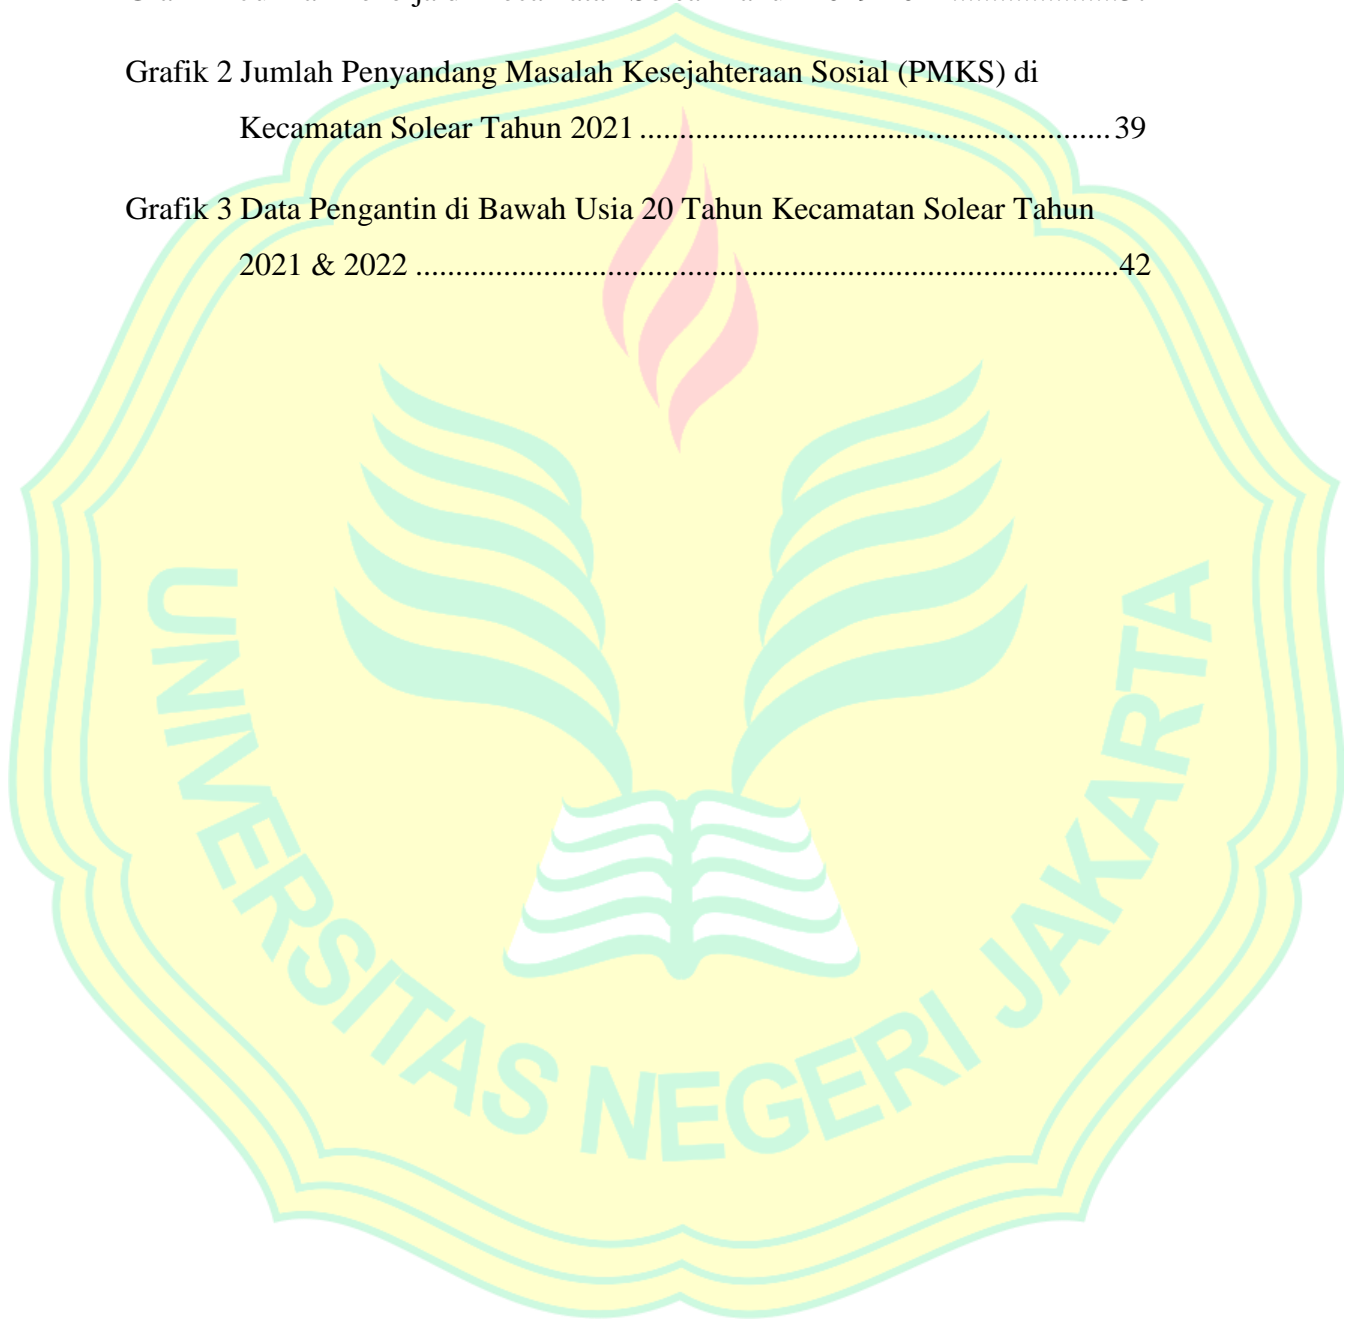 Grafik 2 Jumlah Penyandang Masalah Kesejahteraan Sosial (PMKS) di
Kecamatan Solear Tahun 2021 ........................................................... 39
Grafik 3 Data Pengantin di Bawah Usia 20 Tahun Kecamatan Solear Tahun
2021 & 2022 ........................................................................................42
UNIVERSITAS NEGERI JAKARTA